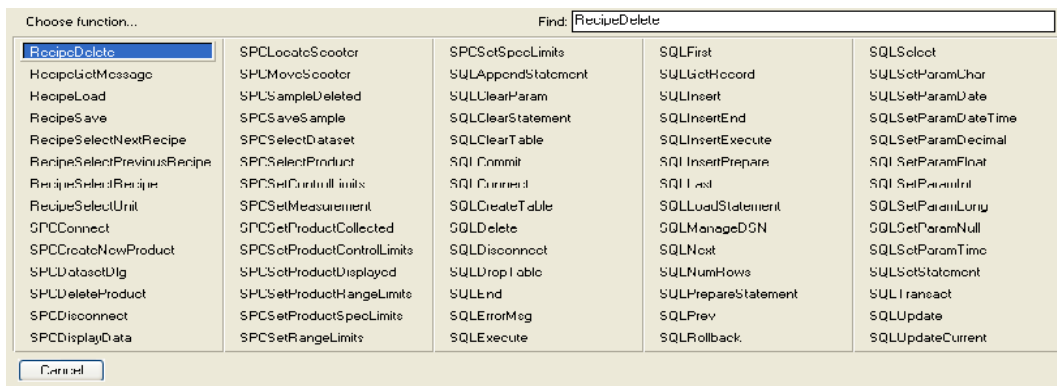 Choose function...
Find: RecipeDelete
RecipeDelete
RecipeGetMessage
RecipeLoad
RecipeSave
RecipeSelectNextRecipe
RecipeSelectPreviousRecipe
RecipeSelectRecipe
RecipeSelectUnit
SPCConnect
SPCCreateNewProduct
SPCDatasetDlg
SPCDeleteProduct
SPCDisconnect
SPCDisplayData
SPCLocateScooter
SPCMoveScooter
SPCSampleDeleted
SPCSaveSample
SPCSelectDataset
SPCSelectProduct
SPCSetControlLimits
SPCSetMeasurement
SPCSetProductCollected
SPCSetProductControlLimits
SPCSetProductDisplayed
SPCSetProductRangeLimits
SPCSetProductSpecLimits
SPCSetRangeLimits
SPCSetSpecLimits
SQLAppendStatement
SQLClearParam
SQLClearStatement
SQLClearTable
SQLCommit
SQLConnect
SQLCreateTable
SQLDelete
SQLDisconnect
SQLDropTable
SQLEnd
SQLErrorMsg
SQLExecute
SQLFirst
SQLGetRecord
SQLInsert
SQLInsertEnd
SQLInsertExecute
SQLInsertPrepare
SQLLast
SQLLoadStatement
SQLManageDSN
SQLNext
SQLNumRows
SQLPrepareStatement
SQLPrev
SQLRollback
SQLSelect
SQLSetParamChar
SQLSetParamDate
SQLSetParamDateTime
SQLSetParamDecimal
SQLSetParamFloat
SQLSetParamInt
SQLSetParamLong
SQLSetParamNull
SQLSetParamTime
SQLSetStatement
SQLTransact
SQLUpdate
SQLUpdateCurrent
Cancel